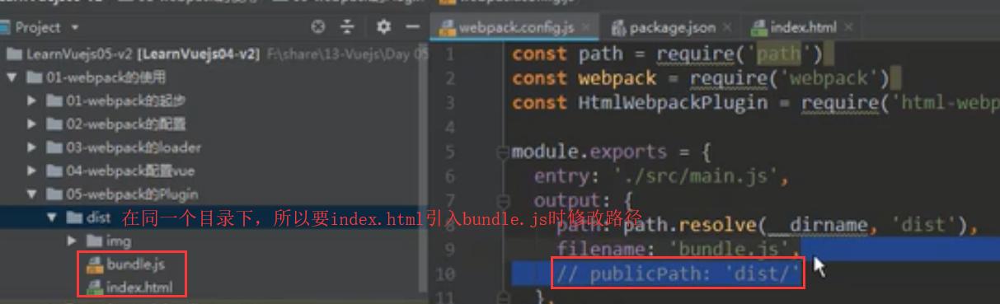 Project
webpack.config.js
package.json
index.html
LearnVuejs05-v2 [LearnVuejs04-v2] F:\share\13-Vuejs\Day 05
01-webpack的使用
01-webpack的起步
02-webpack的配置
03-webpack的loader
04-webpack配置vue
05-webpack的Plugin
dist
在同一个目录下，所以要index.html引入bundle.js时修改路径
img
bundle.js
index.html
1 const path = require('path')
2 const webpack = require('webpack')
3 const HtmlWebpackPlugin = require('html-webp
4
5 module.exports = {
6 entry: './src/main.js',
7 output: {
path: path.resolve(__dirname, 'dist'),
9 filename: 'bundle.js',
10 // publicPath: 'dist/'
11 },